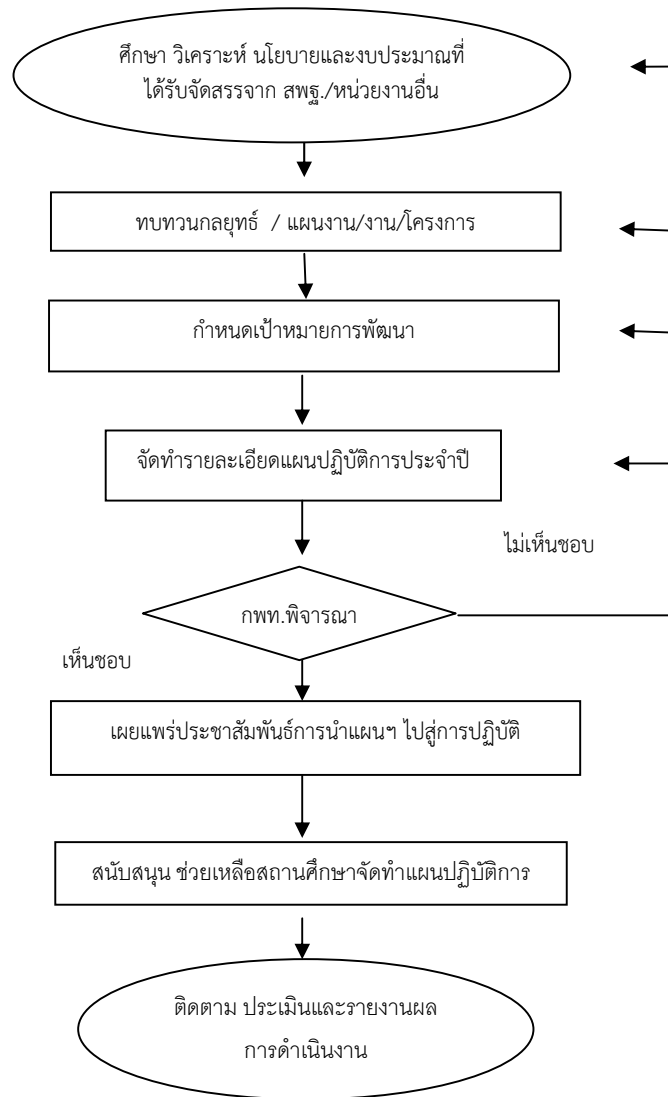 ศึกษา วิเคราะห์ นโยบายและงบประมาณที่
ได้รับจัดสรรจาก สพฐ./หน่วยงานอื่น
ทบทวนกลยุทธ์ / แผนงาน/งาน/โครงการ
กำหนดเป้าหมายการพัฒนา
จัดทำรายละเอียดแผนปฏิบัติการประจำปี
ไม่เห็นชอบ
กพท.พิจารณา
เห็นชอบ
เผยแพร่ประชาสัมพันธ์การนำแผนฯ ไปสู่การปฏิบัติ
สนับสนุน ช่วยเหลือสถานศึกษาจัดทำแผนปฏิบัติการ
ติดตาม ประเมินและรายงานผล
การดำเนินงาน